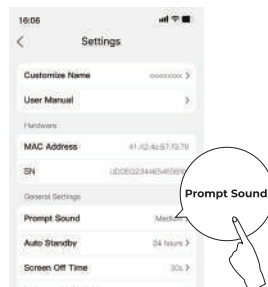 16:06
Settings
Customize Name
User Manual
Hardware
MAC Address
SN
General Settings
Prompt Sound
Prompt Sound
Auto Standby 24 hours
Screen Off Time 30s